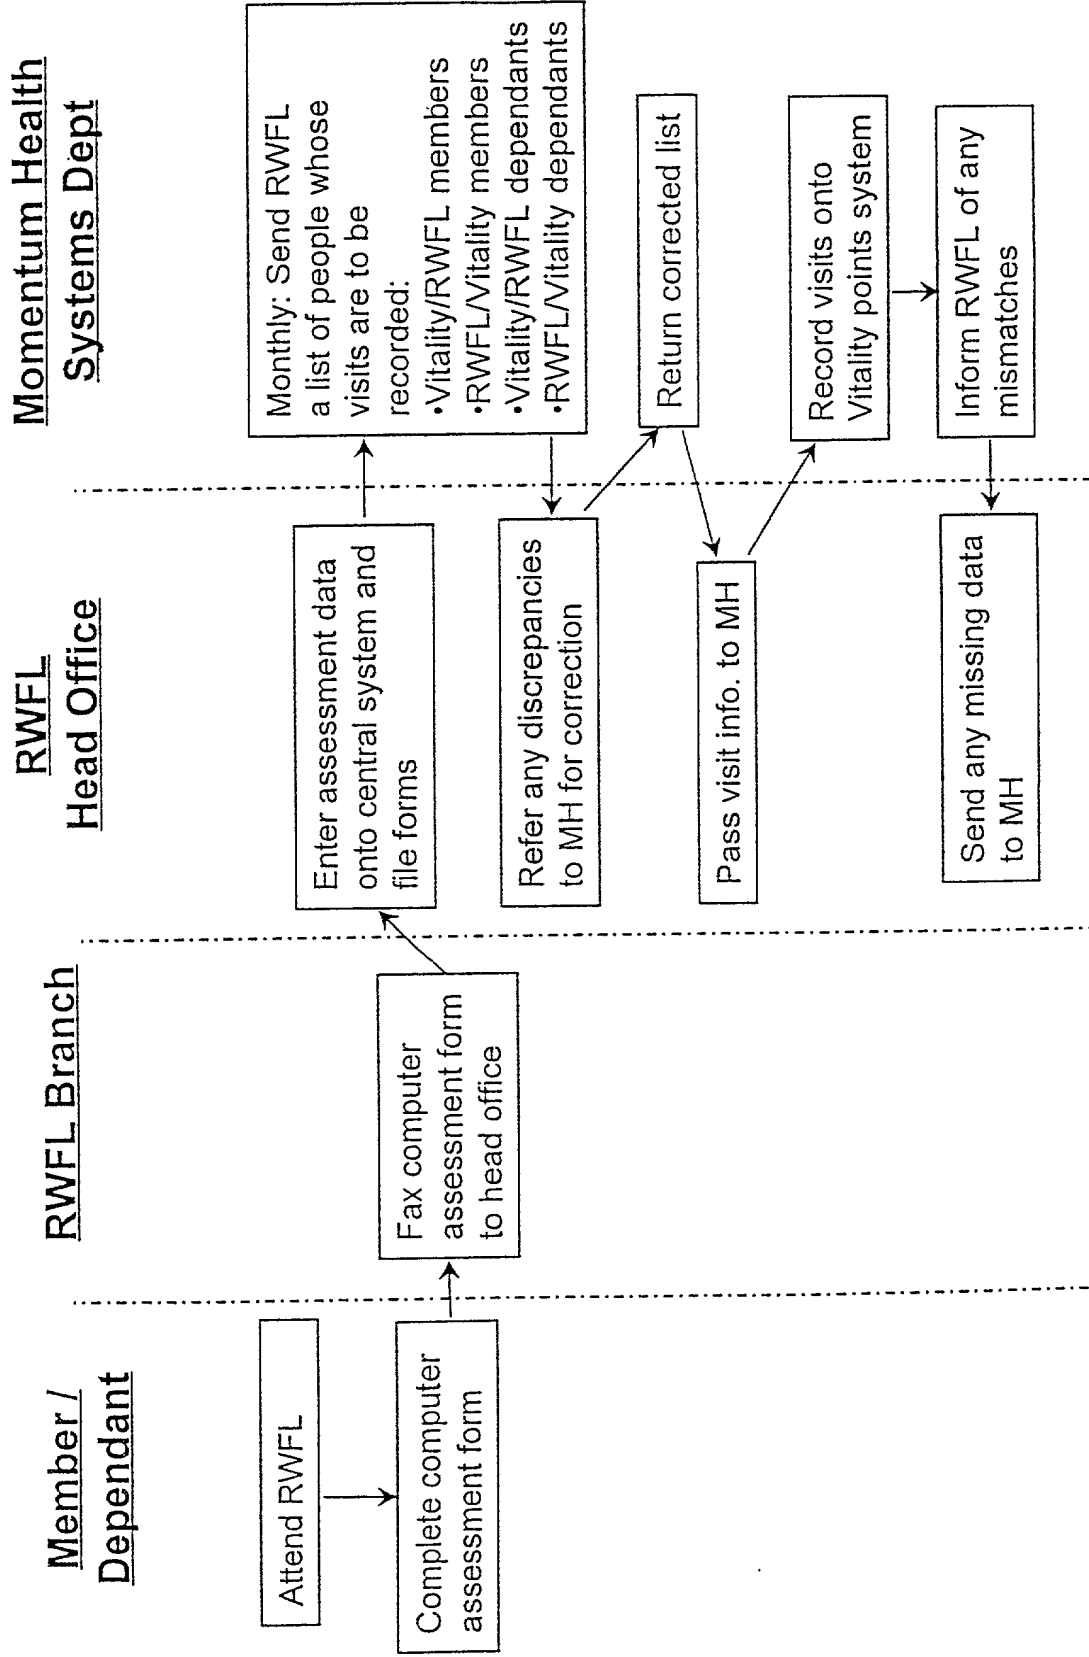 Member /
Dependant
RWFL Branch
RWFL
Head Office
Momentum Health
Systems Dept
Attend RWFL
Complete computer
assessment form
Fax computer
assessment form
to head office
Enter assessment data
onto central system and
file forms
Monthly: Send RWFL
a list of people whose
visits are to be
recorded:
•Vitality/RWFL members
•RWFL/Vitality members
•Vitality/RWFL dependants
•RWFL/Vitality dependants
Refer any discrepancies
to MH for correction
Return corrected list
Pass visit info. to MH
Record visits onto
Vitality points system
Inform RWFL of any
mismatches
Send any missing data
to MH